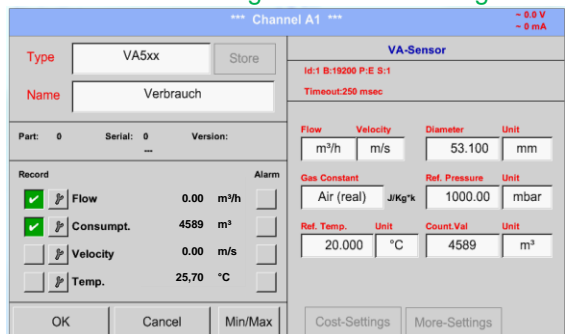 *** Channel A1 ***
~ 0.0 V
~ 0 mA
Type VA5xx Store
Name Verbrauch
Part: 0 Serial: 0 Version:
---
Record Alarm
Flow 0.00 m³/h
Consumpt. 4589 m³
Velocity 0.00 m/s
Temp. 25,70 °C
OK Cancel Min/Max
VA-Sensor
Id:1 B:19200 P:E S:1
Timeout:250 msec
Flow Velocity Diameter Unit
m³/h m/s 53.100 mm
Gas Constant Ref. Pressure Unit
Air (real) J/Kg*k 1000.00 mbar
Ref. Temp. Unit Count.Val Unit
20.000 °C 4589 m³
Cost-Settings More-Settings